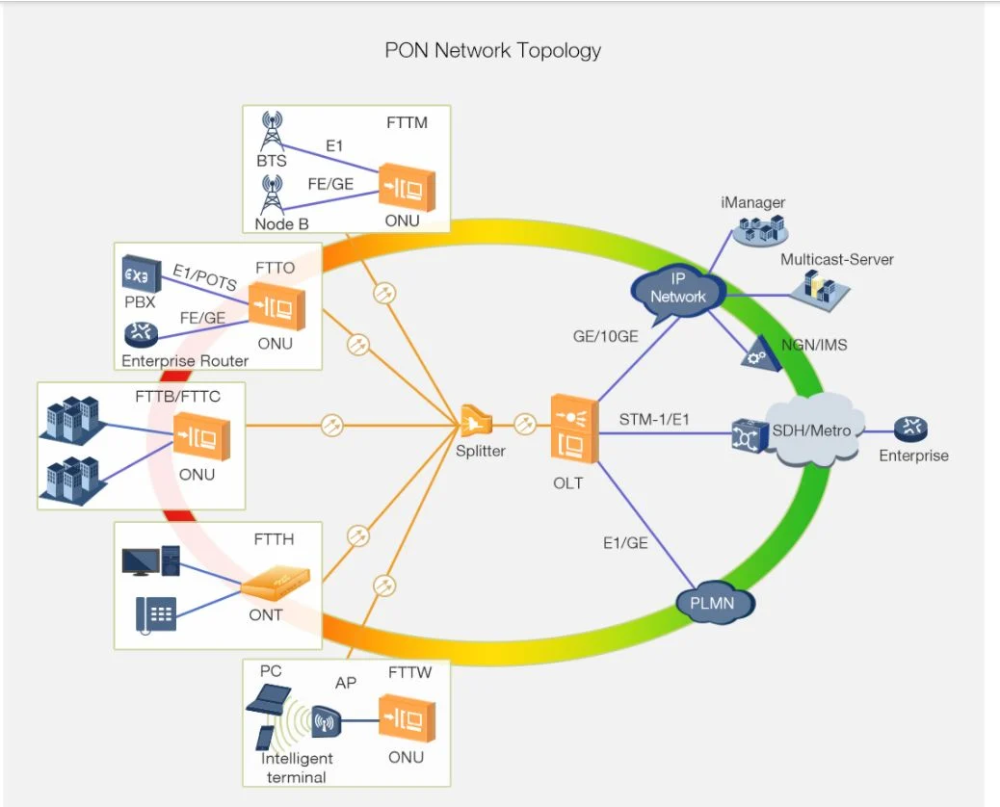 PON Network Topology
FTTM
BTS
E1
FE/GE
Node B
ONU
FTTO
E1/POTS
PBX
FE/GE
ONU
Enterprise Router
FTTB/FTTC
ONU
FTTH
ONT
PC
AP
FTTW
Intelligent
terminal
ONU
Splitter
OLT
GE/10GE
STM-1/E1
E1/GE
IP
Network
iManager
Multicast-Server
NGN/IMS
SDH/Metro
Enterprise
PLMN